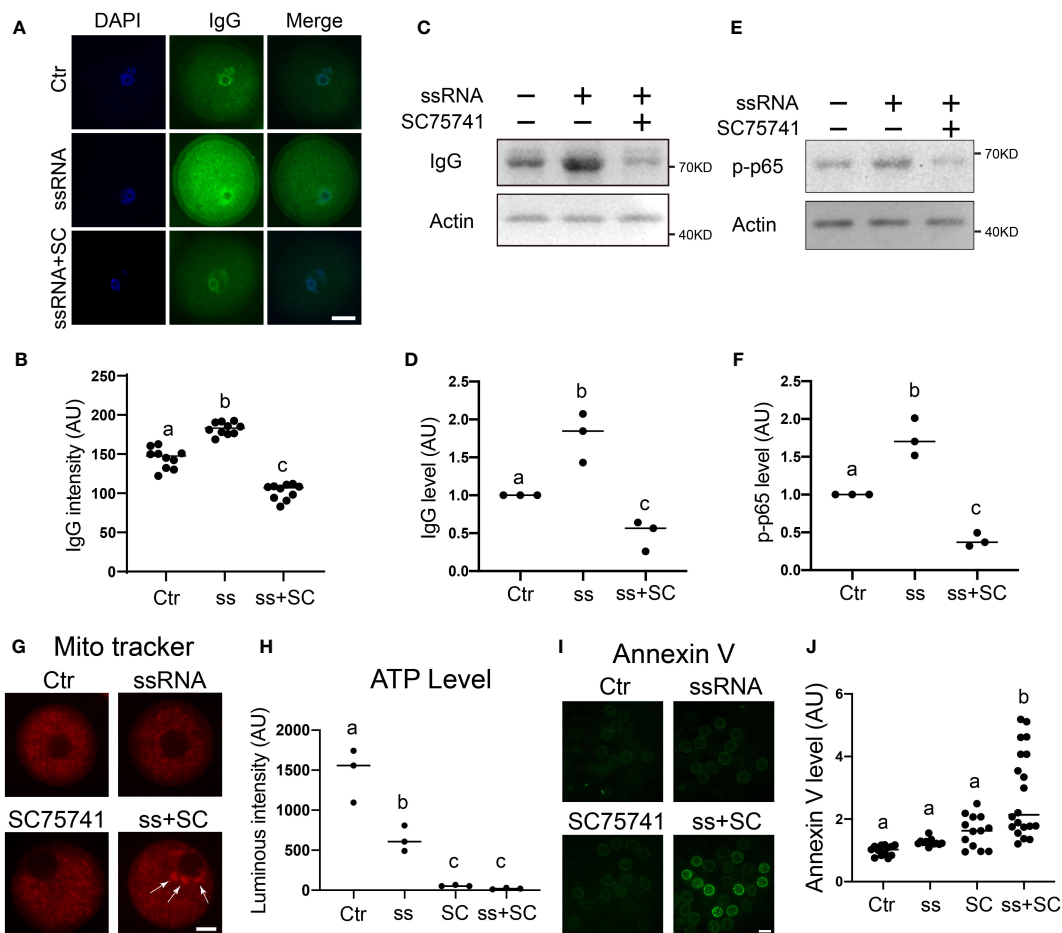 A
DAPI IgG Merge
Ctr
ssRNA
ssRNA+SC
C
ssRNA − + +
SC75741 − − +
IgG
70KD
Actin
40KD
E
ssRNA − + +
SC75741 − − +
p-p65
70KD
Actin
40KD
B
IgG intensity (AU)
250
200
150
100
50
0
a
b
c
Ctr ss ss+SC
D
IgG level (AU)
2.5
2.0
1.5
1.0
0.5
0.0
a
b
c
Ctr ss ss+SC
F
p-p65 level (AU)
2.5
2.0
1.5
1.0
0.5
0.0
a
b
c
Ctr ss ss+SC
G
Mito tracker
Ctr ssRNA
SC75741 ss+SC
H
ATP Level
Luminous intensity (AU)
2000
1500
1000
500
0
a
b
c
c
Ctr ss SC ss+SC
I
Annexin V
Ctr ssRNA
SC75741 ss+SC
J
Annexin V level (AU)
6
4
2
0
a
a
a
b
Ctr ss SC ss+SC